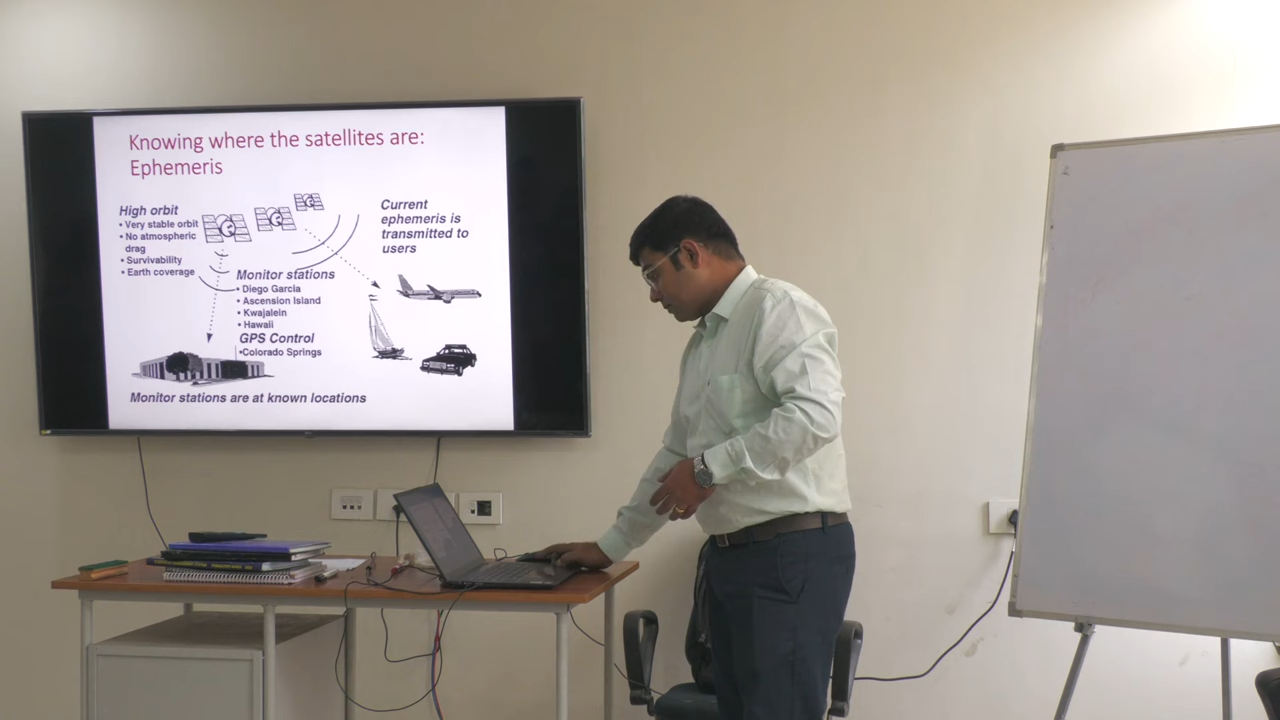 Knowing where the satellites are:
Ephemeris
High orbit
• Very stable orbit
• No atmospheric
drag
• Survivability
• Earth coverage
Current
ephemeris is
transmitted to
users
Monitor stations
• Diego Garcia
• Ascension Island
• Kwajalein
• Hawaii
GPS Control
•Colorado Springs
Monitor stations are at known locations